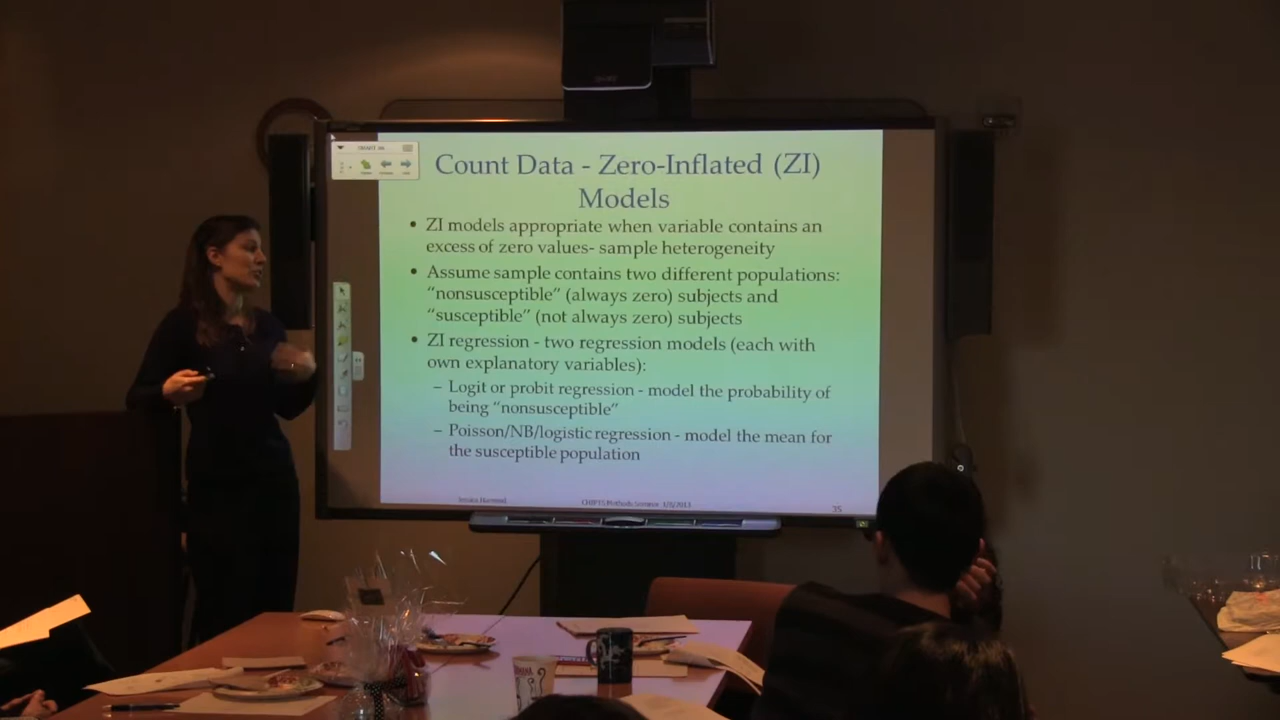 Count Data - Zero-Inflated (ZI)
Models
• ZI models appropriate when variable contains an
excess of zero values- sample heterogeneity
• Assume sample contains two different populations:
“nonsusceptible” (always zero) subjects and
“susceptible” (not always zero) subjects
• ZI regression - two regression models (each with
own explanatory variables):
– Logit or probit regression - model the probability of
being “nonsusceptible”
– Poisson/NB/logistic regression - model the mean for
the susceptible population
35